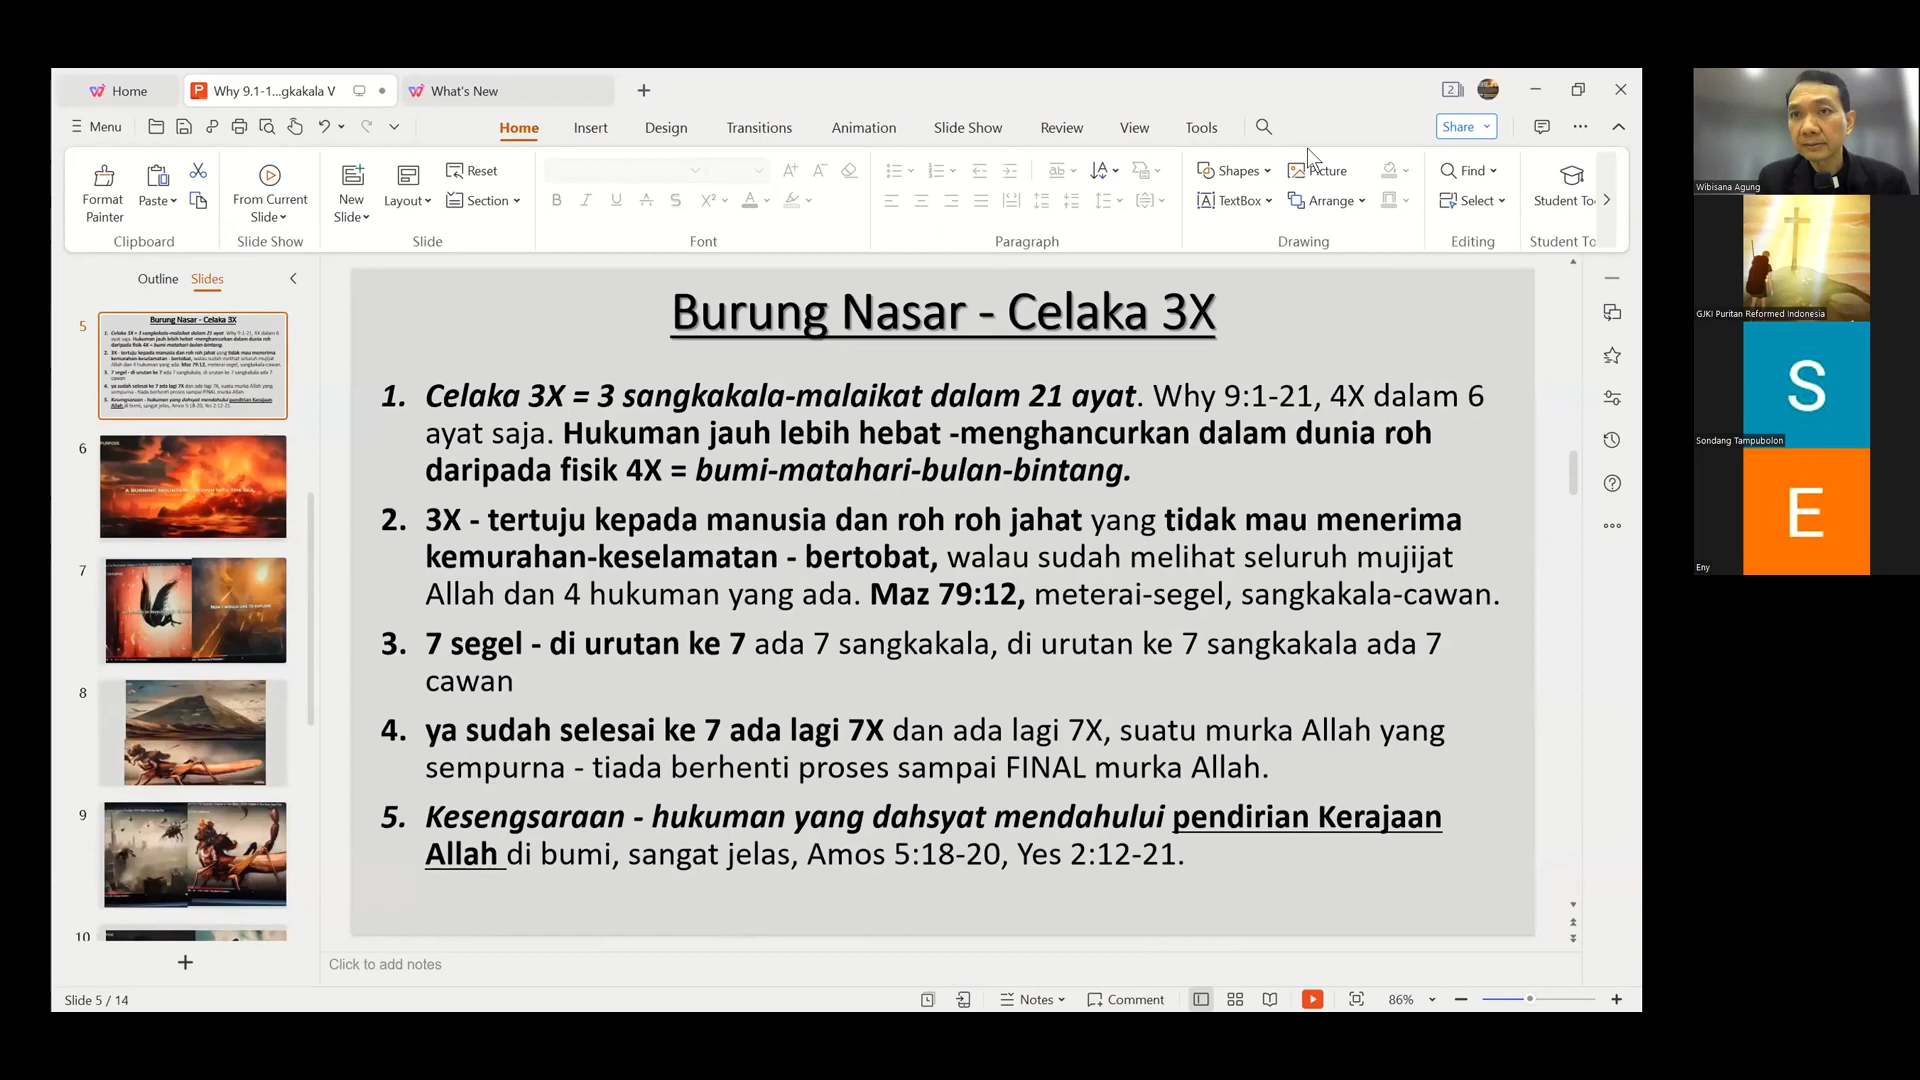 Home
Why 9.1-1...gkakala V
What's New
2
Menu
Home
Insert
Design
Transitions
Animation
Slide Show
Review
View
Tools
Share
Format
Painter
Paste
From Current
Slide
New
Slide
Layout
Reset
Section
Shapes
Picture
TextBox
Arrange
Find
Select
Student To
Clipboard
Slide Show
Slide
Font
Paragraph
Drawing
Editing
Student To
Outline
Slides
5
6
7
8
9
10
A BURNING MOUNTAIN
Burung Nasar - Celaka 3X
1. Celaka 3X = 3 sangkakala-malaikat dalam 21 ayat. Why 9:1-21, 4X dalam 6
ayat saja. Hukuman jauh lebih hebat -menghancurkan dalam dunia roh
daripada fisik 4X = bumi-matahari-bulan-bintang.
2. 3X - tertuju kepada manusia dan roh roh jahat yang tidak mau menerima
kemurahan-keselamatan - bertobat, walau sudah melihat seluruh mujijat
Allah dan 4 hukuman yang ada. Maz 79:12, meterai-segel, sangkakala-cawan.
3. 7 segel - di urutan ke 7 ada 7 sangkakala, di urutan ke 7 sangkakala ada 7
cawan
4. ya sudah selesai ke 7 ada lagi 7X dan ada lagi 7X, suatu murka Allah yang
sempurna - tiada berhenti proses sampai FINAL murka Allah.
5. Kesengsaraan - hukuman yang dahsyat mendahului pendirian Kerajaan
Allah di bumi, sangat jelas, Amos 5:18-20, Yes 2:12-21.
Click to add notes
Slide 5 / 14
Notes
Comment
86%
Wibisana Agung
GJKI Puritan Reformed Indonesia
S
Sondang Tampubolon
E
Eny